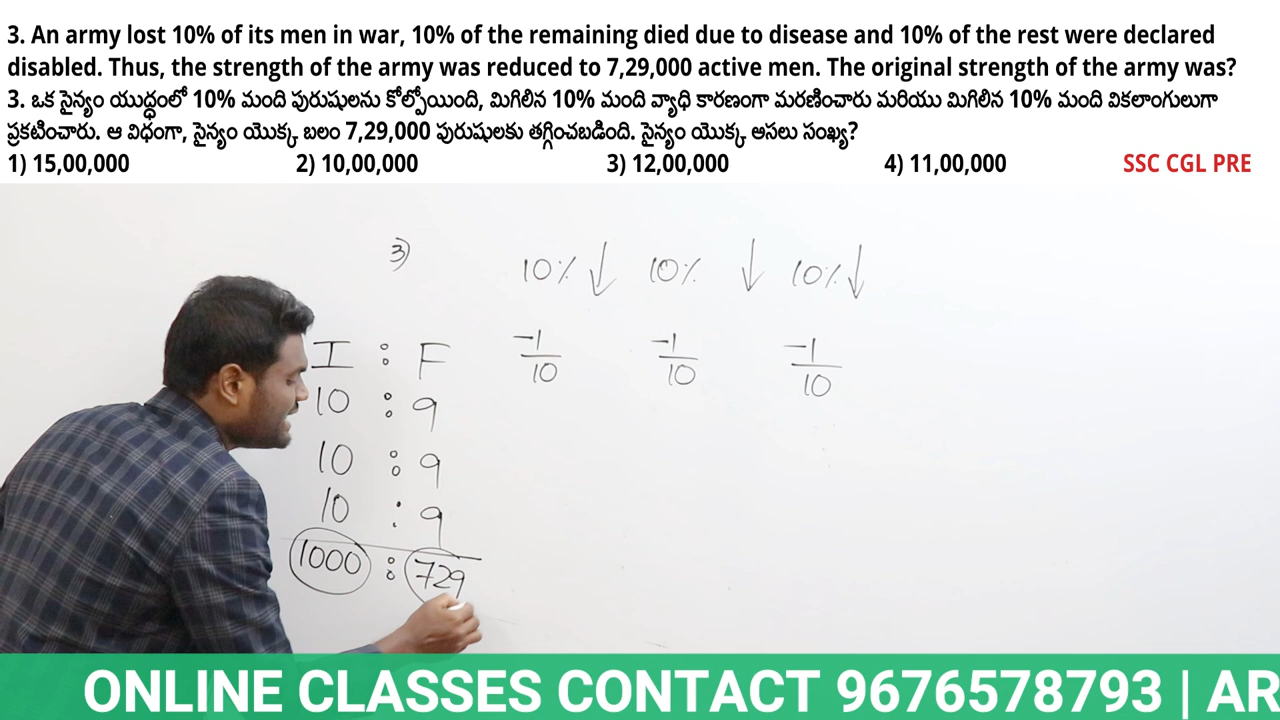 3. An army lost 10% of its men in war, 10% of the remaining died due to disease and 10% of the rest were declared
disabled. Thus, the strength of the army was reduced to 7,29,000 active men. The original strength of the army was?
3. ఒక సైన్యం యుద్ధంలో 10% మంది పురుషులను కోల్పోయింది, మిగిలిన 10% మంది వ్యాధి కారణంగా మరణించారు మరియు మిగిలిన 10% మంది వికలాంగులుగా
ప్రకటించారు. ఆ విధంగా, సైన్యం యొక్క బలం 7,29,000 పురుషులకు తగ్గించబడింది. సైన్యం యొక్క అసలు సంఖ్య?
1) 15,00,000 2) 10,00,000 3) 12,00,000 4) 11,00,000 SSC CGL PRE
3) 10% ↓ 10% ↓ 10% ↓
I : F -1/10 -1/10 -1/10
10 : 9
10 : 9
10 : 9
1000 : 729
ONLINE CLASSES CONTACT 9676578793 | AR